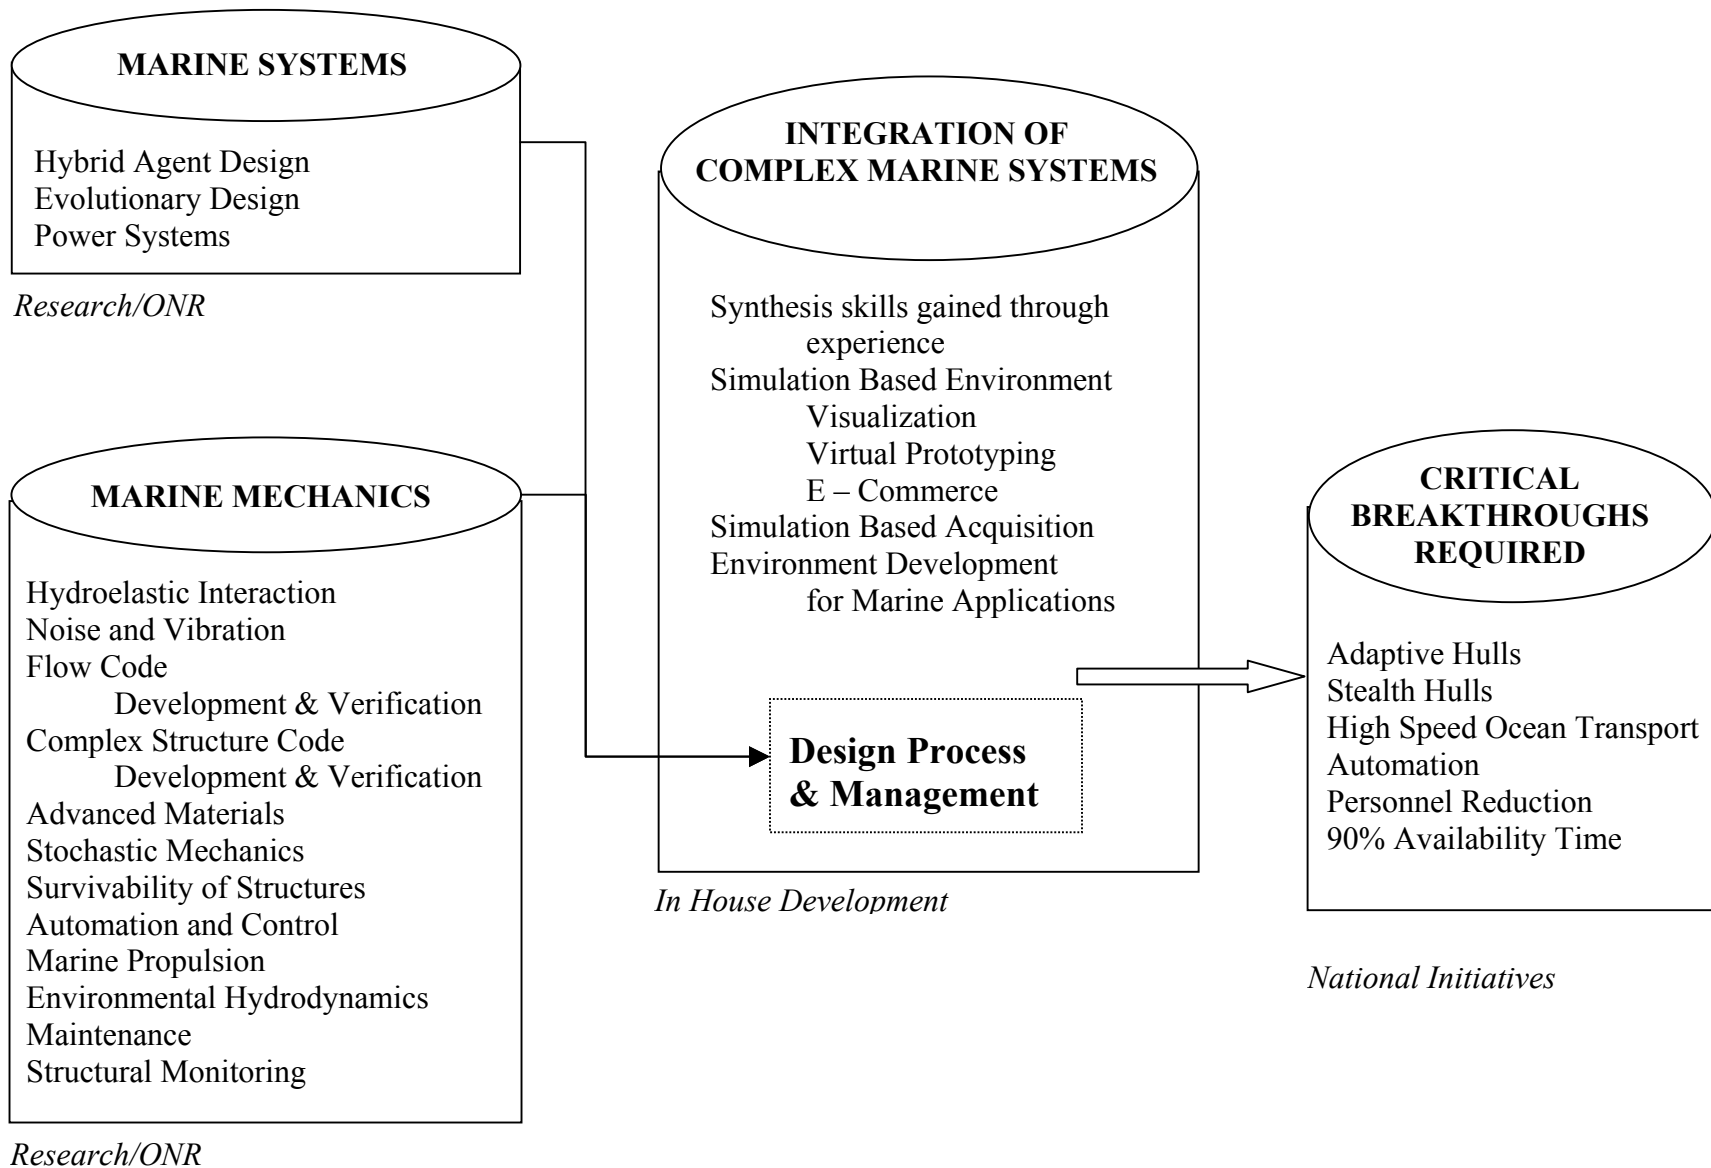 MARINE SYSTEMS
Hybrid Agent Design
Evolutionary Design
Power Systems
Research/ONR
MARINE MECHANICS
Hydroelastic Interaction
Noise and Vibration
Flow Code
Development & Verification
Complex Structure Code
Development & Verification
Advanced Materials
Stochastic Mechanics
Survivability of Structures
Automation and Control
Marine Propulsion
Environmental Hydrodynamics
Maintenance
Structural Monitoring
Research/ONR
INTEGRATION OF
COMPLEX MARINE SYSTEMS
Synthesis skills gained through
experience
Simulation Based Environment
Visualization
Virtual Prototyping
E – Commerce
Simulation Based Acquisition
Environment Development
for Marine Applications
Design Process
& Management
In House Development
CRITICAL
BREAKTHROUGHS
REQUIRED
Adaptive Hulls
Stealth Hulls
High Speed Ocean Transport
Automation
Personnel Reduction
90% Availability Time
National Initiatives